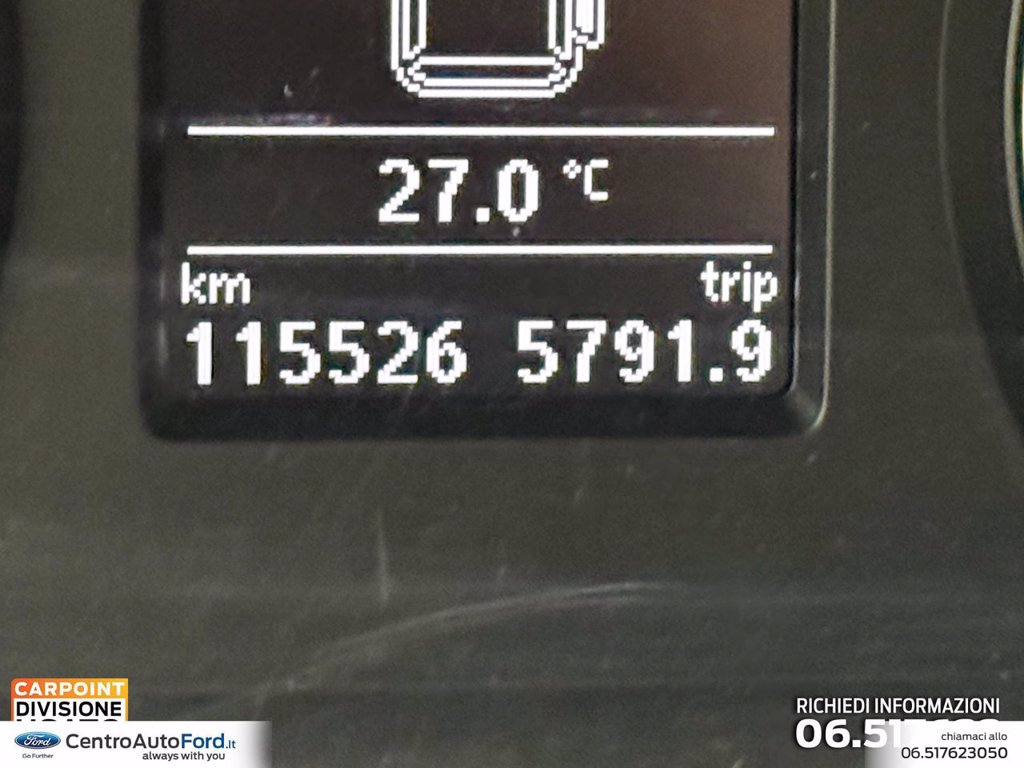 27.0 °C
km trip
115526 5791.9
CARPOINT
DIVISIONE
RICHIEDI INFORMAZIONI
Ford CentroAutoFord.it
Go Further always with you
chiamaci allo
06.517623050